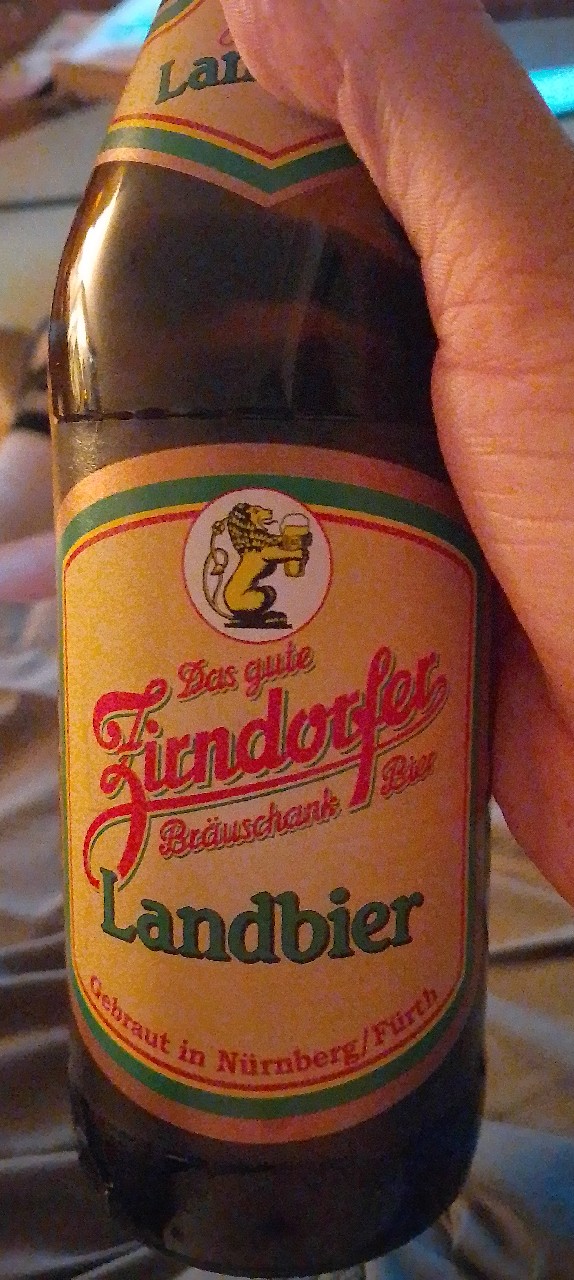 Das gute
Zirndorfer
Bräuschank Bier
Landbier
Gebraut in Nürnberg/Fürth